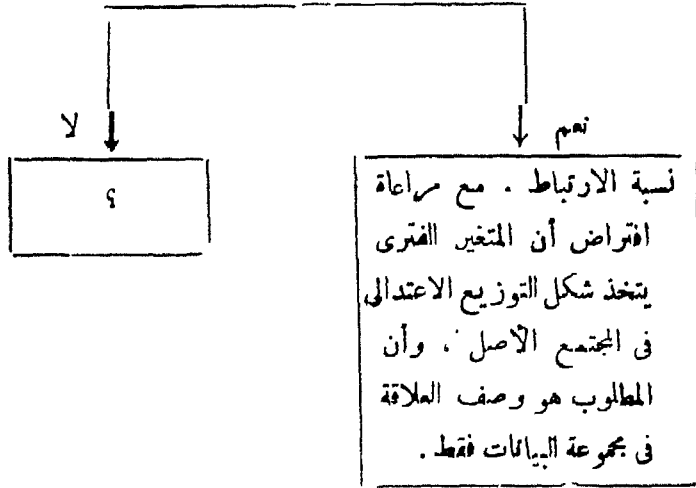 نعم
لا
نسبة الارتباط . مع مراعاة
افتراض أن المتغير الفترى
يتخذ شكل التوزيع الاعتدالى
فى المجتمع الأصل ، وأن
المطلوب هو وصف العلاقة
فى مجموعة البيانات فقط .
؟